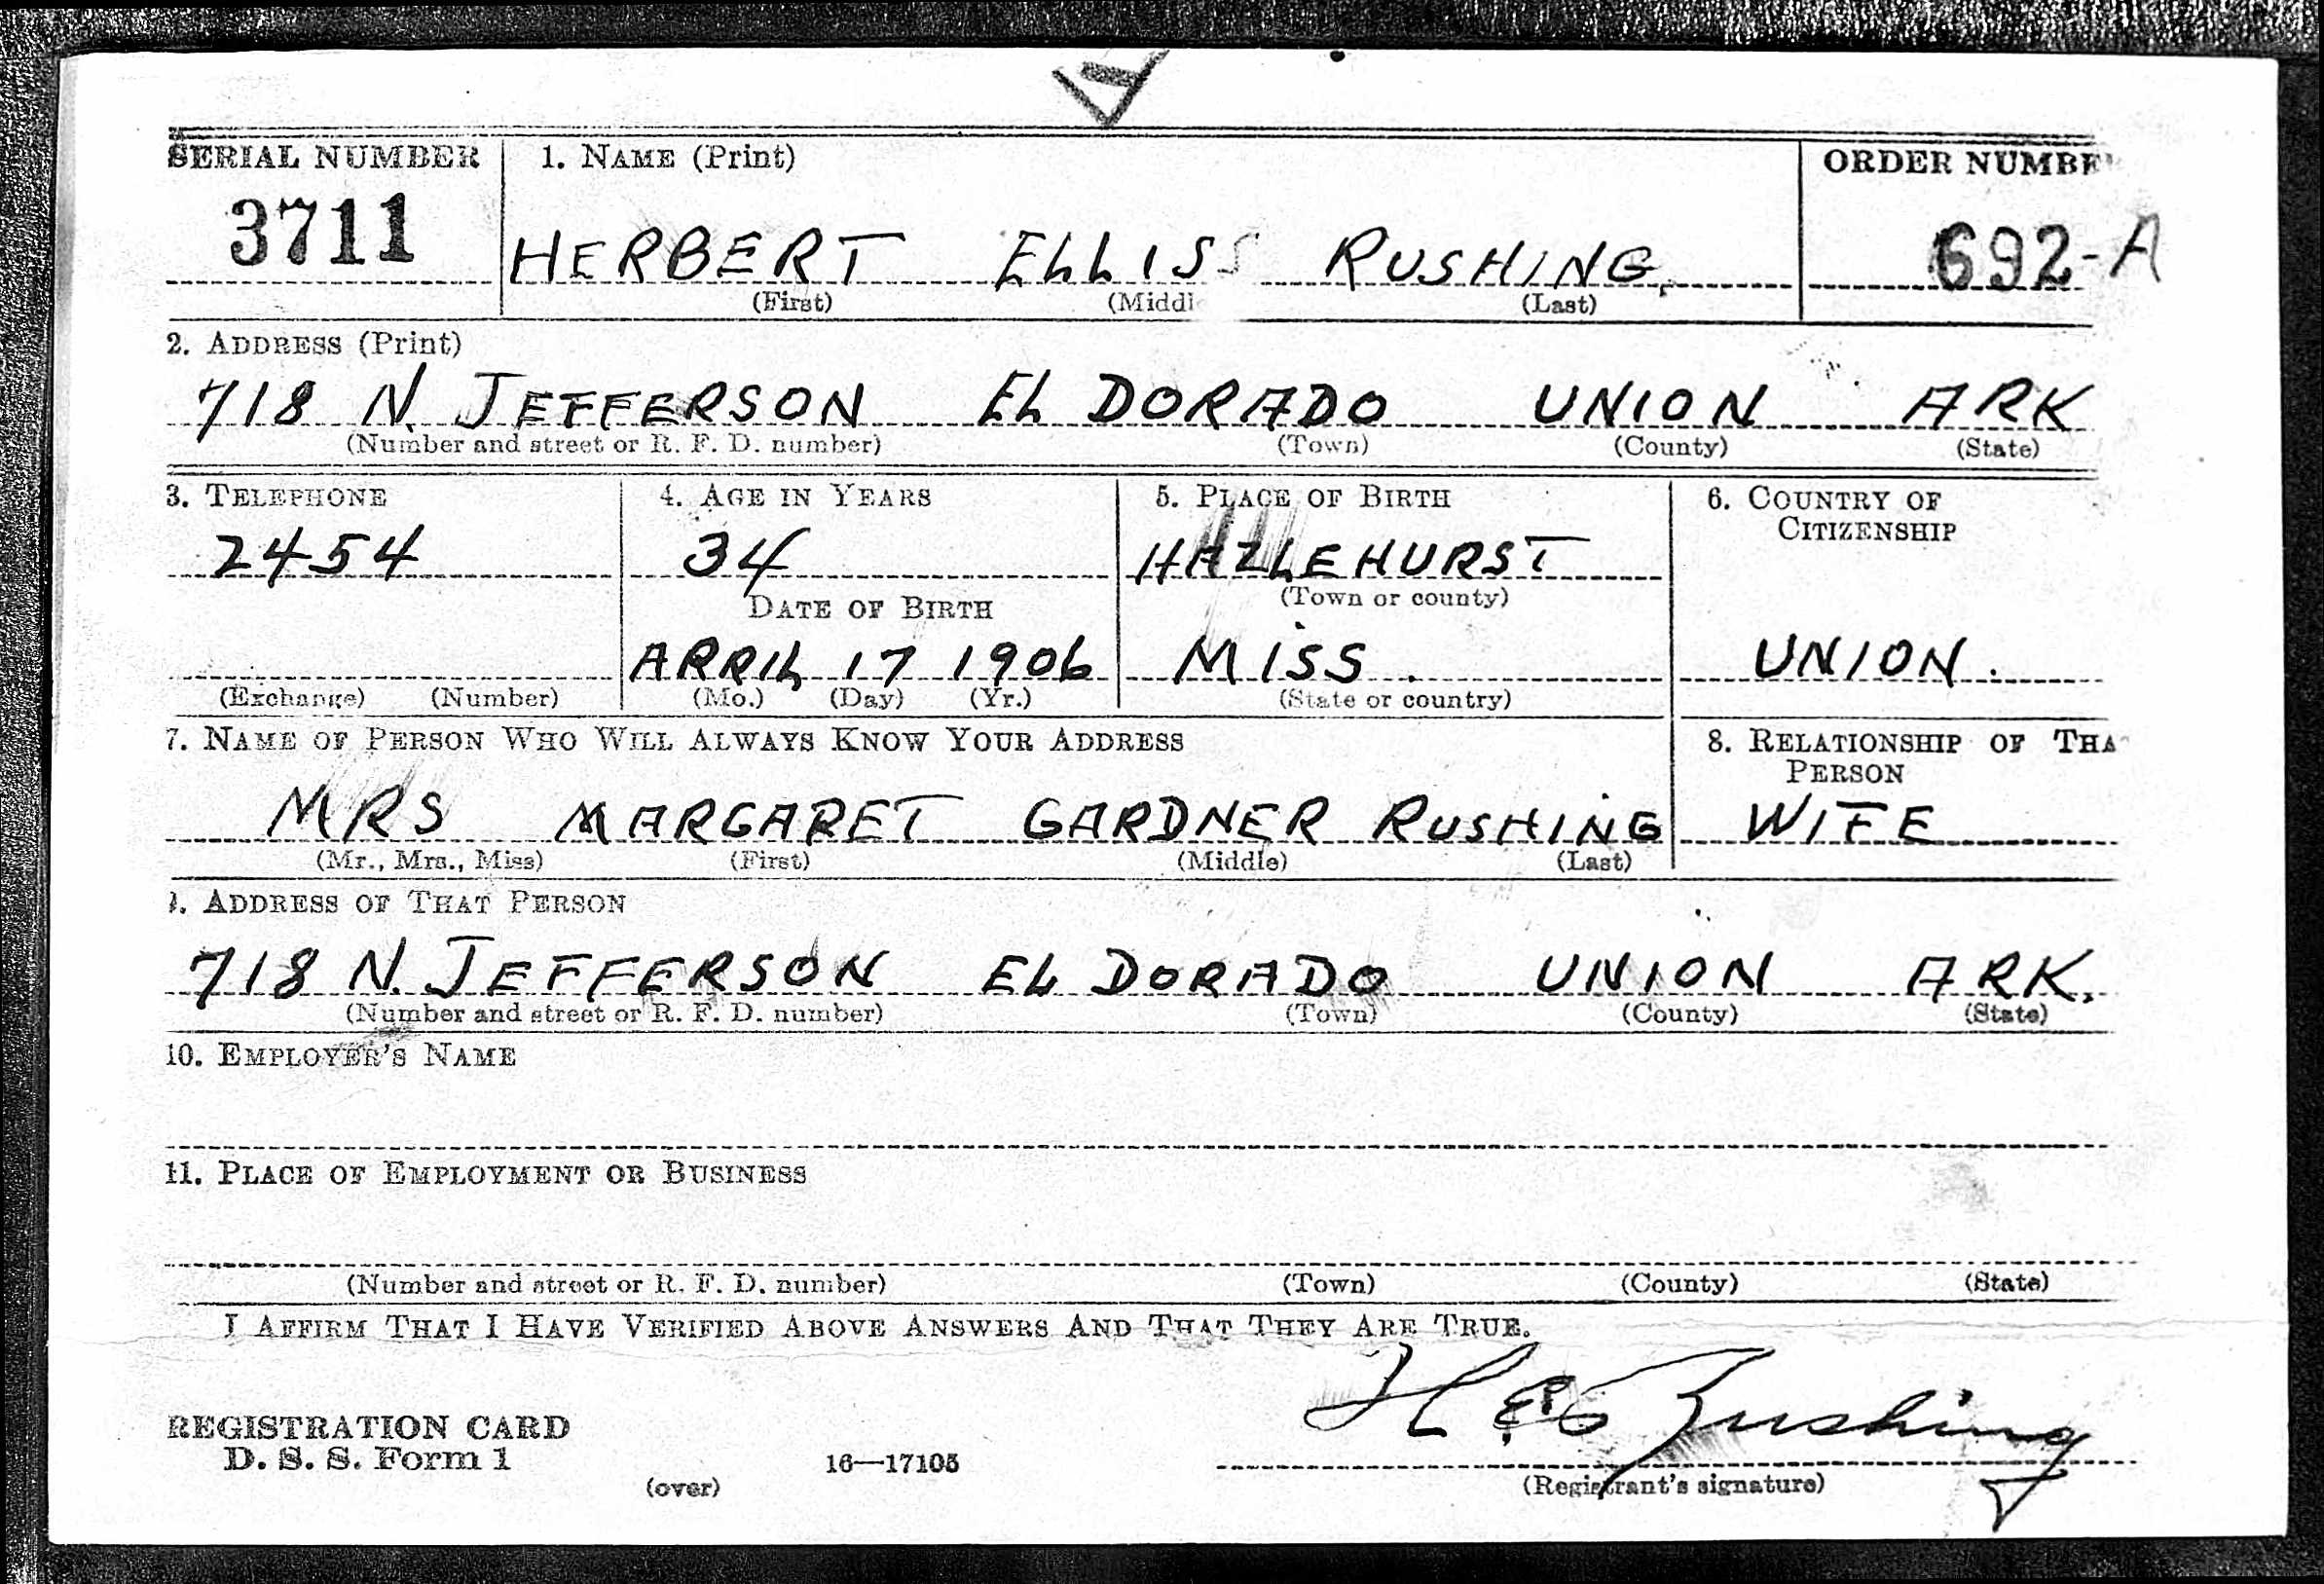 A
SERIAL NUMBER 1. NAME (Print) ORDER NUMBE
3711 HERBERT ELLISS RUSHING. 692-A
(First) (Middl (Last)
2. ADDRESS (Print)
718 N. JEFFERSON EL DORADO UNION ARK
(Number and street or R. F. D. number) (Town) (County) (State)
3. TELEPHONE 4. AGE IN YEARS 5. PLACE OF BIRTH 6. COUNTRY OF
CITIZENSHIP
2454 34 HAZLEHURST
DATE OF BIRTH (Town or county)
APRIL 17 1906 MISS. UNION.
(Exchange) (Number) (Mo.) (Day) (Yr.) (State or country)
7. NAME OF PERSON WHO WILL ALWAYS KNOW YOUR ADDRESS 8. RELATIONSHIP OF THA
PERSON
MRS MARGARET GARDNER RUSHING WIFE
(Mr., Mrs., Miss) (First) (Middle) (Last)
9. ADDRESS OF THAT PERSON
718 N. JEFFERSON EL DORADO UNION ARK.
(Number and street or R. F. D. number) (Town) (County) (State)
10. EMPLOYER'S NAME
11. PLACE OF EMPLOYMENT OR BUSINESS
(Number and street or R. F. D. number) (Town) (County) (State)
I AFFIRM THAT I HAVE VERIFIED ABOVE ANSWERS AND THAT THEY ARE TRUE.
H E Rushing
REGISTRATION CARD
D. S. S. Form 1 16—17105
(over) (Registrant's signature)